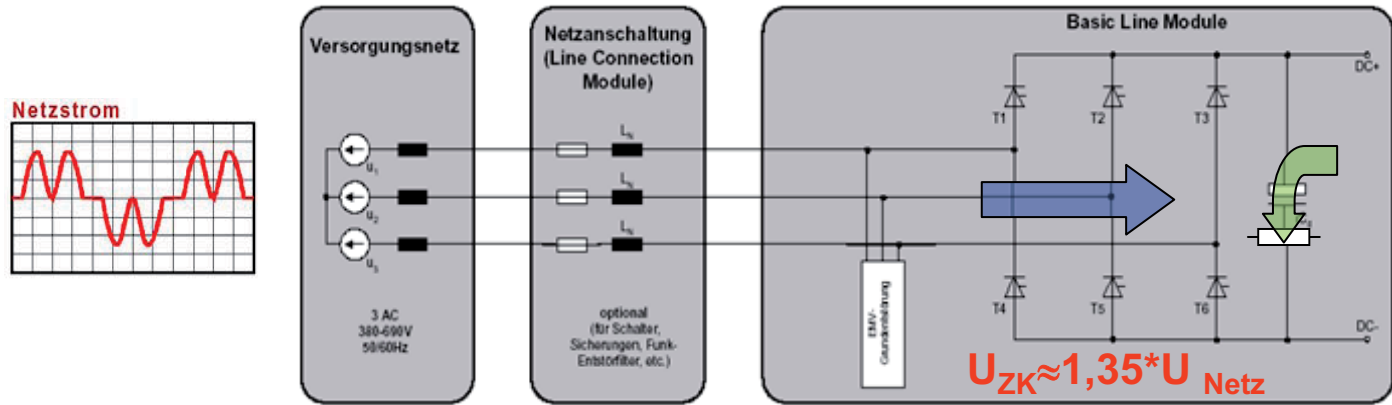 Netzstrom
Versorgungsnetz
u1
u2
u3
3 AC
380-690V
50/60Hz
Netzanschaltung
(Line Connection
Module)
LN
LN
LN
optional
(für Schalter,
Sicherungen, Funk-
Entstörfilter, etc.)
Basic Line Module
DC+
T1
T2
T3
T4
T5
T6
DC-
EMV-
Grundentstörung
UZK≈1,35*U Netz